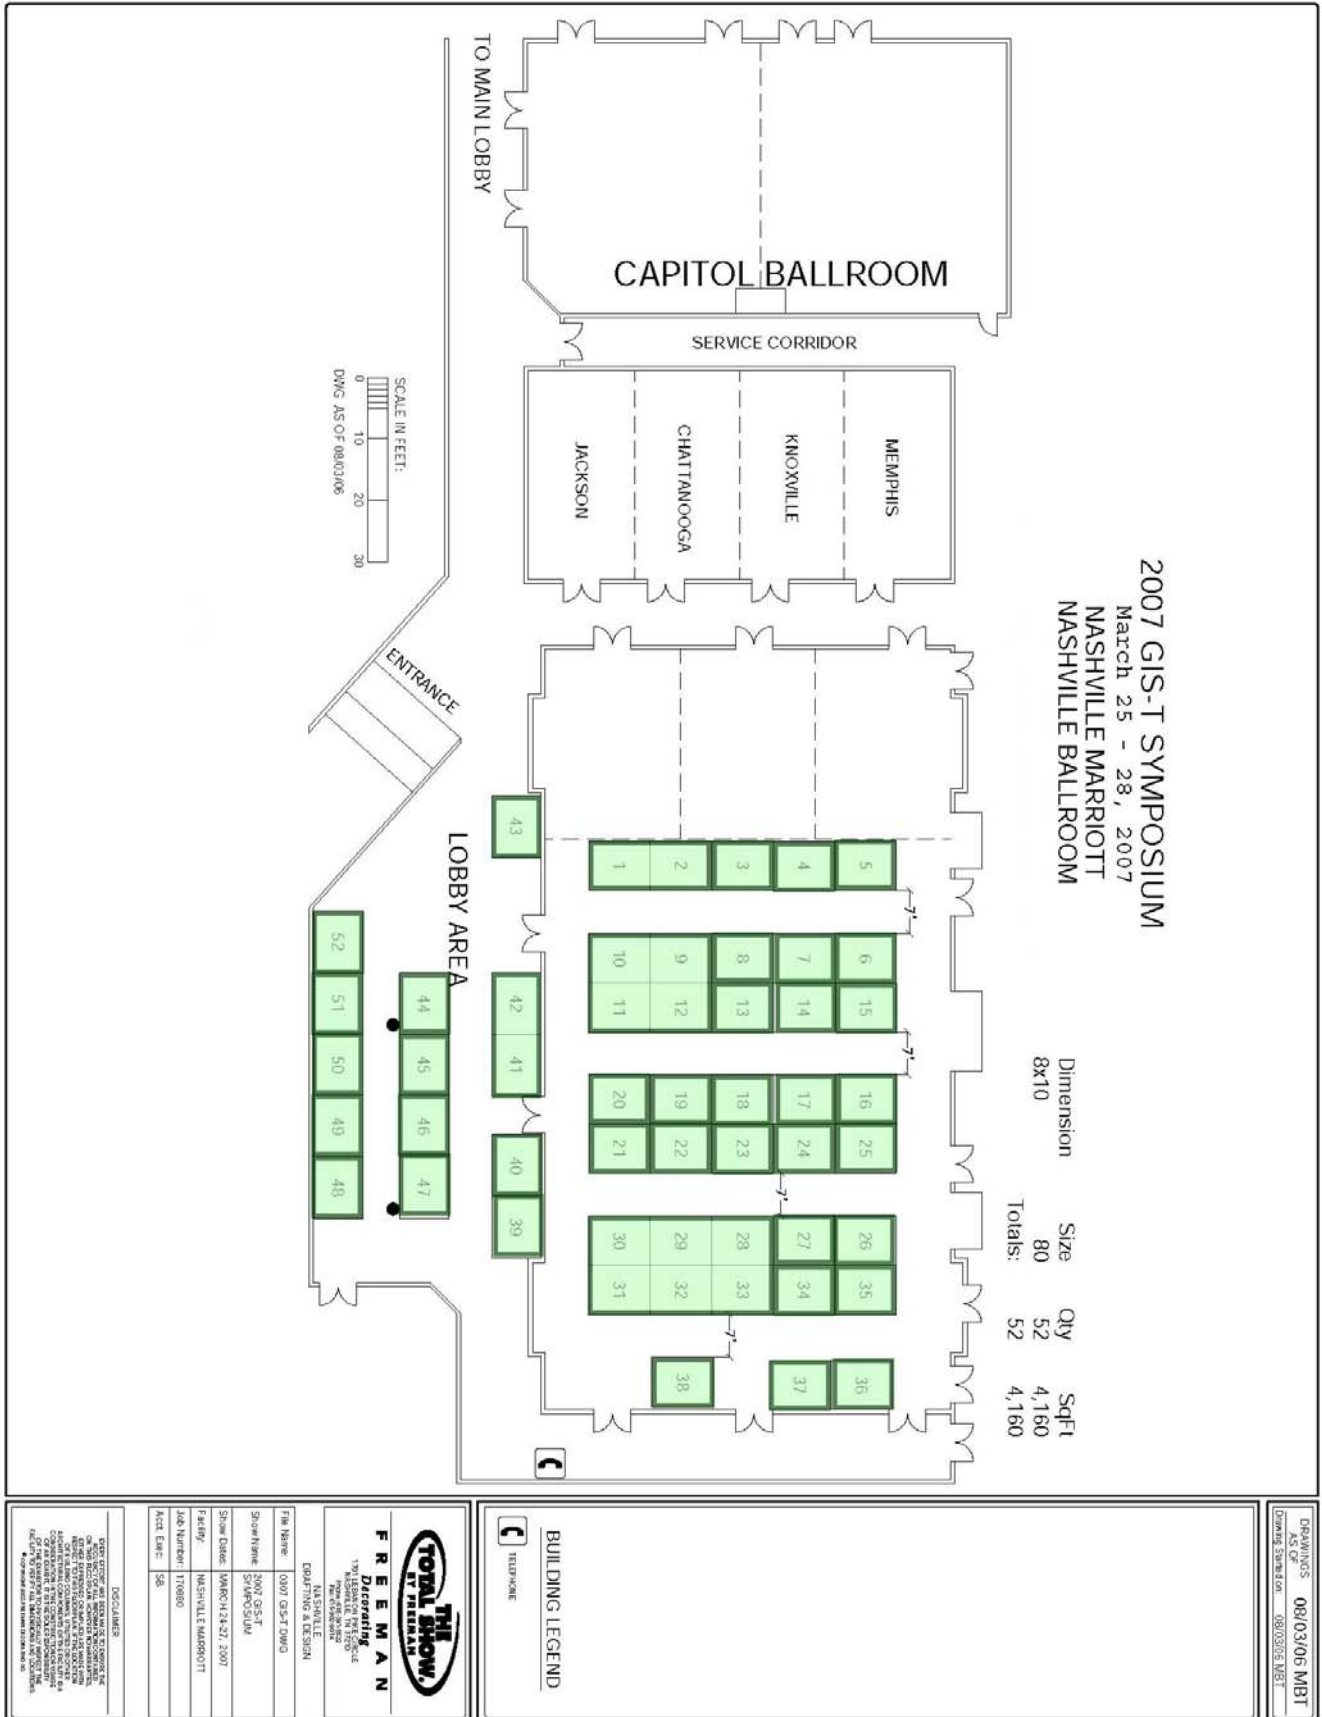 2007 GIS-T SYMPOSIUM
March 25 - 28, 2007
NASHVILLE MARRIOTT
NASHVILLE BALLROOM
Dimension Size Qty SqFt
8x10 80 52 4,160
Totals: 52 4,160
TO MAIN LOBBY
CAPITOL BALLROOM
SERVICE CORRIDOR
MEMPHIS
KNOXVILLE
CHATTANOOGA
JACKSON
SCALE IN FEET:
0 10 20 30
DWG AS OF 08/03/06
ENTRANCE
LOBBY AREA
43
1 2 3 4 5
7'
10 9 8 7 6
11 12 13 14 15
7'
20 19 18 17 16
21 22 23 24 25
7'
30 29 28 27 26
31 32 33 34 35
7'
38 37 36
42
41
40
39
44
45
46
47
52
51
50
49
48
DRAWINGS AS OF 08/03/06 MBT
Drawing Started on: 08/03/06 MBT
BUILDING LEGEND
TELEPHONE
THE
TOTAL SHOW.
BY FREEMAN
FREEMAN
Decorating
NASHVILLE
DRAFTING & DESIGN
File Name: 0307 GIS-T.DWG
Show Name: 2007 GIS-T SYMPOSIUM
Show Dates: MARCH 24-27, 2007
Facility: NASHVILLE MARRIOTT
Job Number: 170880
Acct. Exec: SB
DISCLAIMER